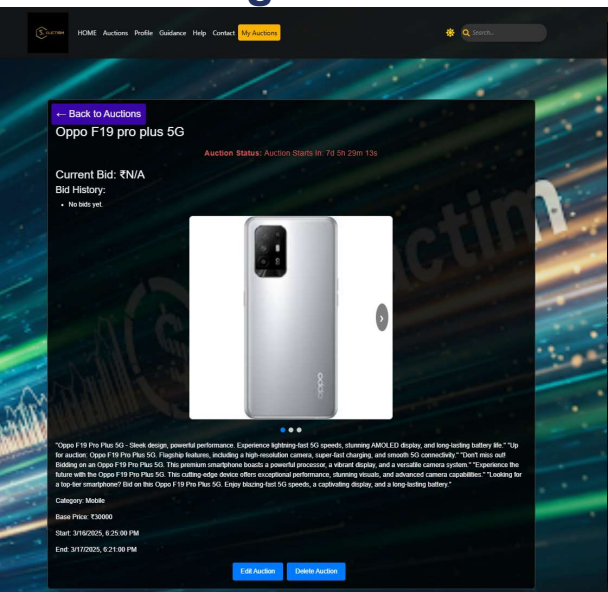 HOME Auctions Profile Guidance Help Contact My Auctions
Search...
← Back to Auctions
Oppo F19 pro plus 5G
Auction Status: Auction Starts In: 7d 5h 29m 13s
Current Bid: ₹N/A
Bid History:
• No bids yet.
oppo
"Oppo F19 Pro Plus 5G - Sleek design, powerful performance. Experience lightning-fast 5G speeds, stunning AMOLED display, and long-lasting battery life." "Up
for auction: Oppo F19 Pro Plus 5G. Flagship features, including a high-resolution camera, super-fast charging, and smooth 5G connectivity." "Don't miss out!
Bidding on an Oppo F19 Pro Plus 5G. This premium smartphone boasts a powerful processor, a vibrant display, and a versatile camera system." "Experience the
future with the Oppo F19 Pro Plus 5G. This cutting-edge device offers exceptional performance, stunning visuals, and advanced camera capabilities." "Looking for
a top-tier smartphone? Bid on this Oppo F19 Pro Plus 5G. Enjoy blazing-fast 5G speeds, a captivating display, and a long-lasting battery."
Category: Mobile
Base Price: ₹30000
Start: 3/16/2025, 6:25:00 PM
End: 3/17/2025, 6:21:00 PM
Edit Auction Delete Auction